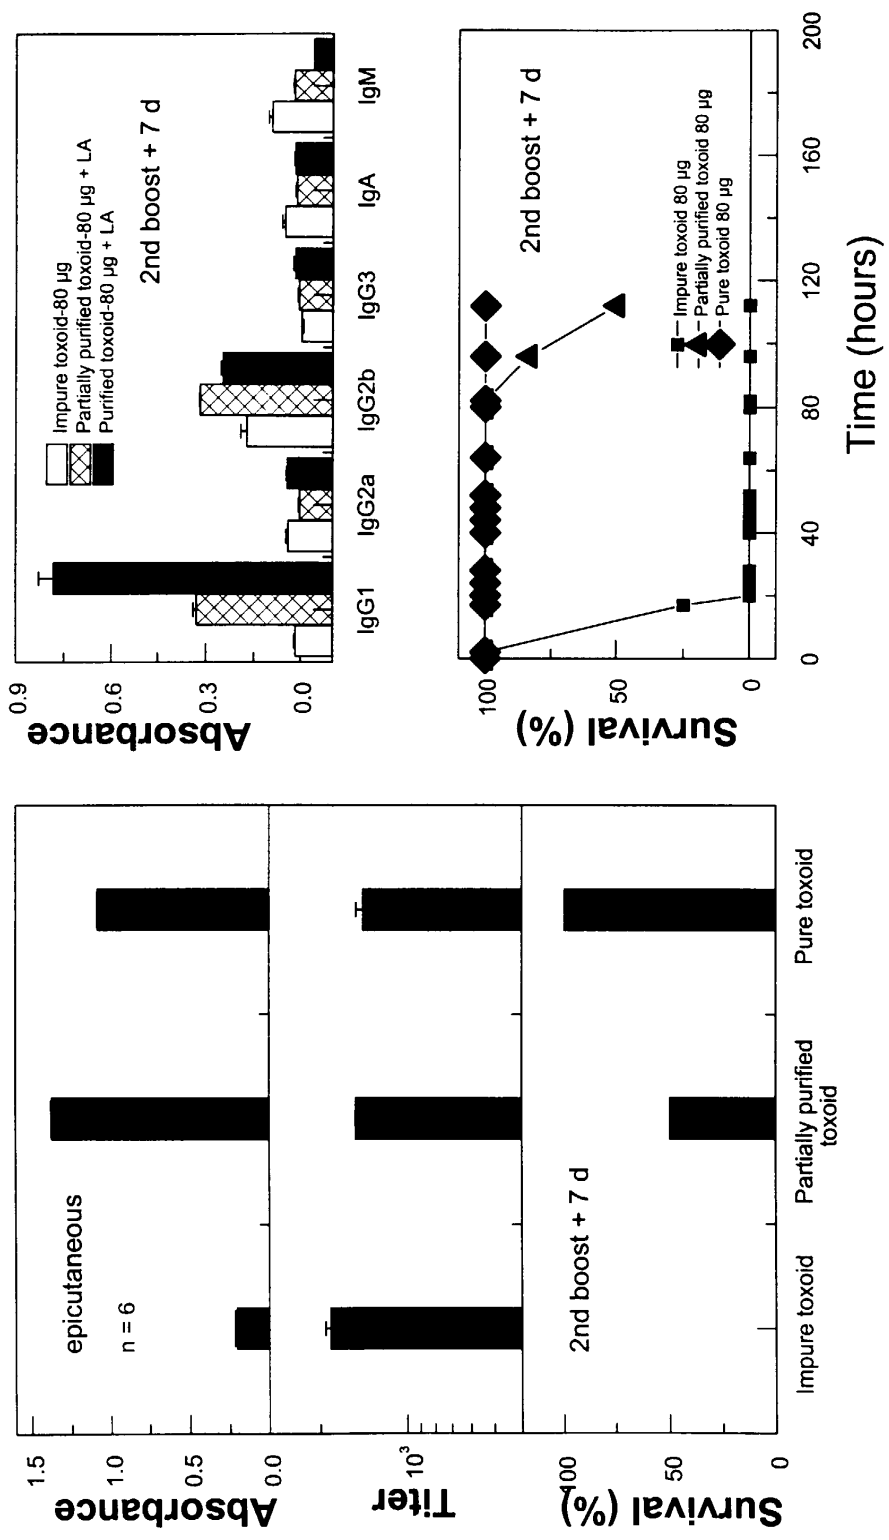 Absorbance
1.5
1.0
0.5
0.0
epicutaneous
n = 6
Titer
10³
Survival (%)
100
50
0
2nd boost + 7 d
Impure toxoid
Partially purified
toxoid
Pure toxoid
Absorbance
0.9
0.6
0.3
0.0
Impure toxoid-80 µg
Partially purified toxoid-80 µg + LA
Purified toxoid-80 µg + LA
2nd boost + 7 d
IgG1
IgG2a
IgG2b
IgG3
IgA
IgM
Survival (%)
100
50
0
2nd boost + 7 d
Impure toxoid 80 µg
Partially purified toxoid 80 µg
Pure toxoid 80 µg
0
40
80
120
160
200
Time (hours)